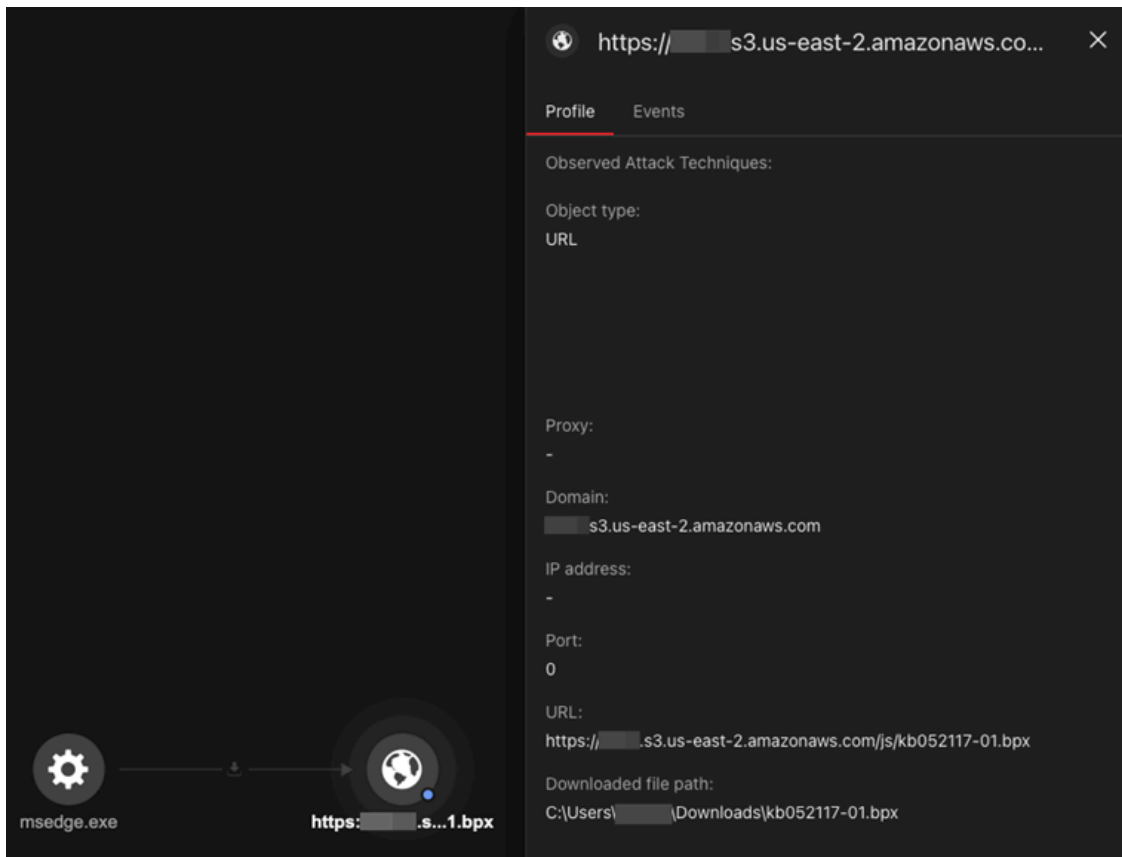 https:// s3.us-east-2.amazonaws.co...
Profile Events
Observed Attack Techniques:
Object type:
URL
Proxy:
-
Domain:
s3.us-east-2.amazonaws.com
IP address:
-
Port:
0
URL:
https:// .s3.us-east-2.amazonaws.com/js/kb052117-01.bpx
Downloaded file path:
C:\Users\ \Downloads\kb052117-01.bpx
msedge.exe
https: .s...1.bpx